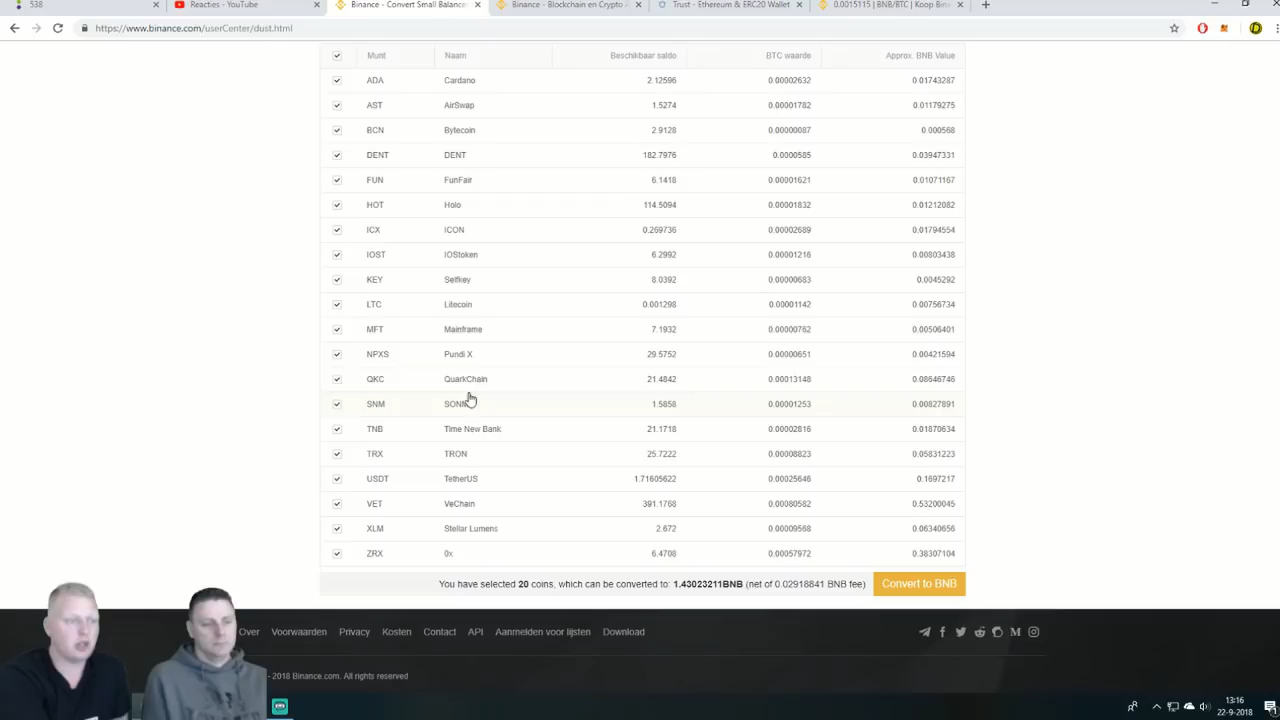 538
Reacties - YouTube
Binance - Convert Small Balance
Binance - Blockchain en Crypto
Trust - Ethereum & ERC20 Wallet
0.0015115 | BNB/BTC | Koop Bin
https://www.binance.com/userCenter/dust.html
Munt Naam Beschikbaar saldo BTC waarde Approx. BNB Value
ADA Cardano 2.12596 0.00002632 0.01743287
AST AirSwap 1.5274 0.00001782 0.01179275
BCN Bytecoin 2.9128 0.00000087 0.000568
DENT DENT 182.7976 0.0000585 0.03947331
FUN FunFair 6.1418 0.00001621 0.01071167
HOT Holo 114.5094 0.00001832 0.01212082
ICX ICON 0.269736 0.00002689 0.01794554
IOST IOStoken 6.2992 0.00001216 0.00803438
KEY Selfkey 8.0392 0.00000683 0.0045292
LTC Litecoin 0.001298 0.00001142 0.00756734
MFT Mainframe 7.1932 0.00000762 0.00506401
NPXS Pundi X 29.5752 0.00000651 0.00421594
QKC QuarkChain 21.4842 0.00013148 0.08646746
SNM SONM 1.5858 0.00001253 0.00827891
TNB Time New Bank 21.1718 0.00002816 0.01870634
TRX TRON 25.7222 0.00008823 0.05831223
USDT TetherUS 1.71605622 0.00025646 0.1697217
VET VeChain 391.1768 0.00080582 0.53200045
XLM Stellar Lumens 2.672 0.00009568 0.06340656
ZRX 0x 6.4708 0.00057972 0.38307104
You have selected 20 coins, which can be converted to: 1.43023211BNB (net of 0.02918841 BNB fee) Convert to BNB
Over Voorwaarden Privacy Kosten Contact API Aanmelden voor lijsten Download
- 2018 Binance.com. All rights reserved
13:16
22-9-2018